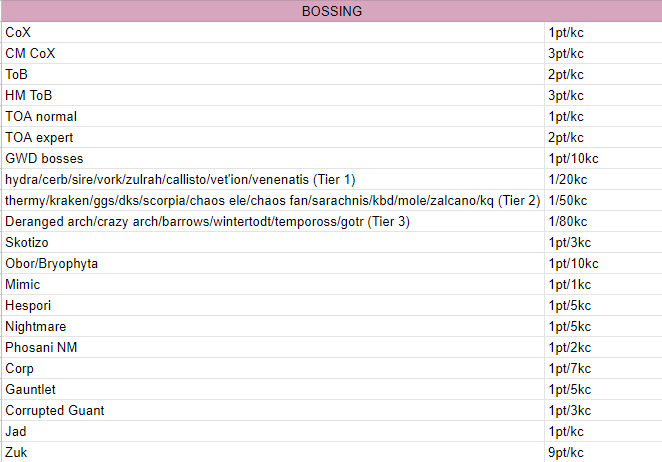 BOSSING
CoX 1pt/kc
CM CoX 3pt/kc
ToB 2pt/kc
HM ToB 3pt/kc
TOA normal 1pt/kc
TOA expert 2pt/kc
GWD bosses 1pt/10kc
hydra/cerb/sire/vork/zulrah/callisto/vet'ion/venenatis (Tier 1) 1/20kc
thermy/kraken/ggs/dks/scorpia/chaos ele/chaos fan/sarachnis/kbd/mole/zalcano/kq (Tier 2) 1/50kc
Deranged arch/crazy arch/barrows/wintertodt/tempoross/gotr (Tier 3) 1/80kc
Skotizo 1pt/3kc
Obor/Bryophyta 1pt/10kc
Mimic 1pt/1kc
Hespori 1pt/5kc
Nightmare 1pt/5kc
Phosani NM 1pt/2kc
Corp 1pt/7kc
Gauntlet 1pt/5kc
Corrupted Guant 1pt/3kc
Jad 1pt/kc
Zuk 9pt/kc